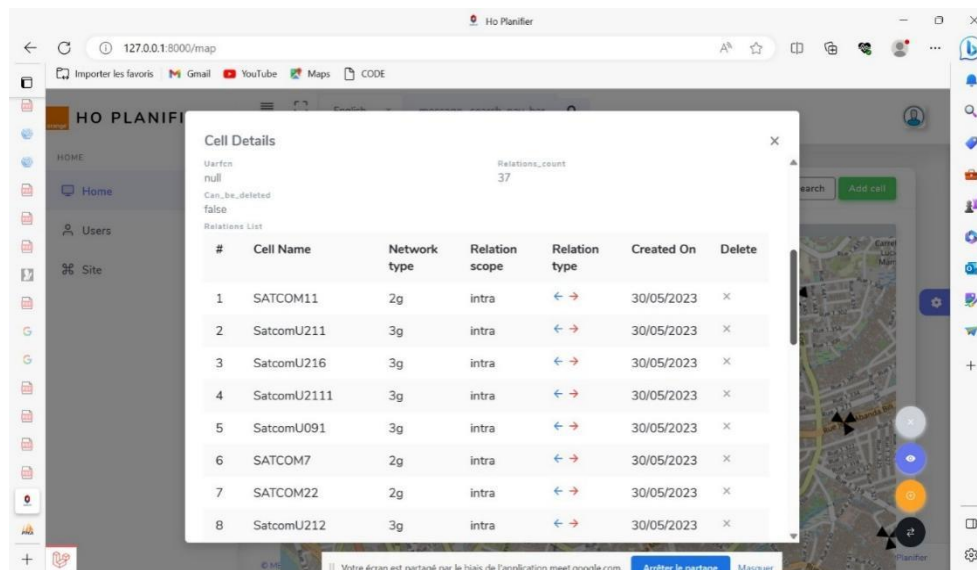 Ho Planifier
127.0.0.1:8000/map
Importer les favoris Gmail YouTube Maps CODE
HO PLANIFI English
Cell Details
HOME
Uarfcn Relations_count
null 37
Can_be_deleted
false
Relations List
Home
Users
Site
earch Add cell
# Cell Name Network type Relation scope Relation type Created On Delete
1 SATCOM11 2g intra ← → 30/05/2023 ×
2 SatcomU211 3g intra ← → 30/05/2023 ×
3 SatcomU216 3g intra ← → 30/05/2023 ×
4 SatcomU2111 3g intra ← → 30/05/2023 ×
5 SatcomU091 3g intra ← → 30/05/2023 ×
6 SATCOM7 2g intra ← → 30/05/2023 ×
7 SATCOM22 2g intra ← → 30/05/2023 ×
8 SatcomU212 3g intra ← → 30/05/2023 ×
Votre écran est partagé par le biais de l'application meet.google.com. Arrêter le partage Masquer
Planifier